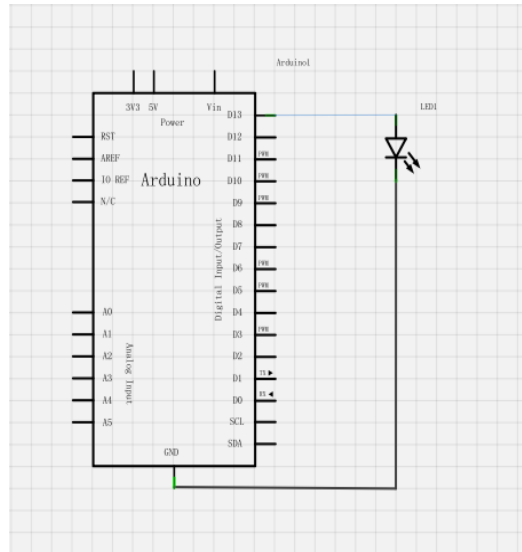 Arduino1
LED1
3V3 5V Vin
Power
D13
RST
D12
AREF
D11 PWM
IO REF
Arduino
D10 PWM
N/C
D9 PWM
D8
D7
D6 PWM
D5 PWM
Digital Input/Output
A0
D4
A1
D3 PWM
A2
D2
A3
D1 TX
A4
D0 RX
Analog Input
A5
SCL
SDA
GND